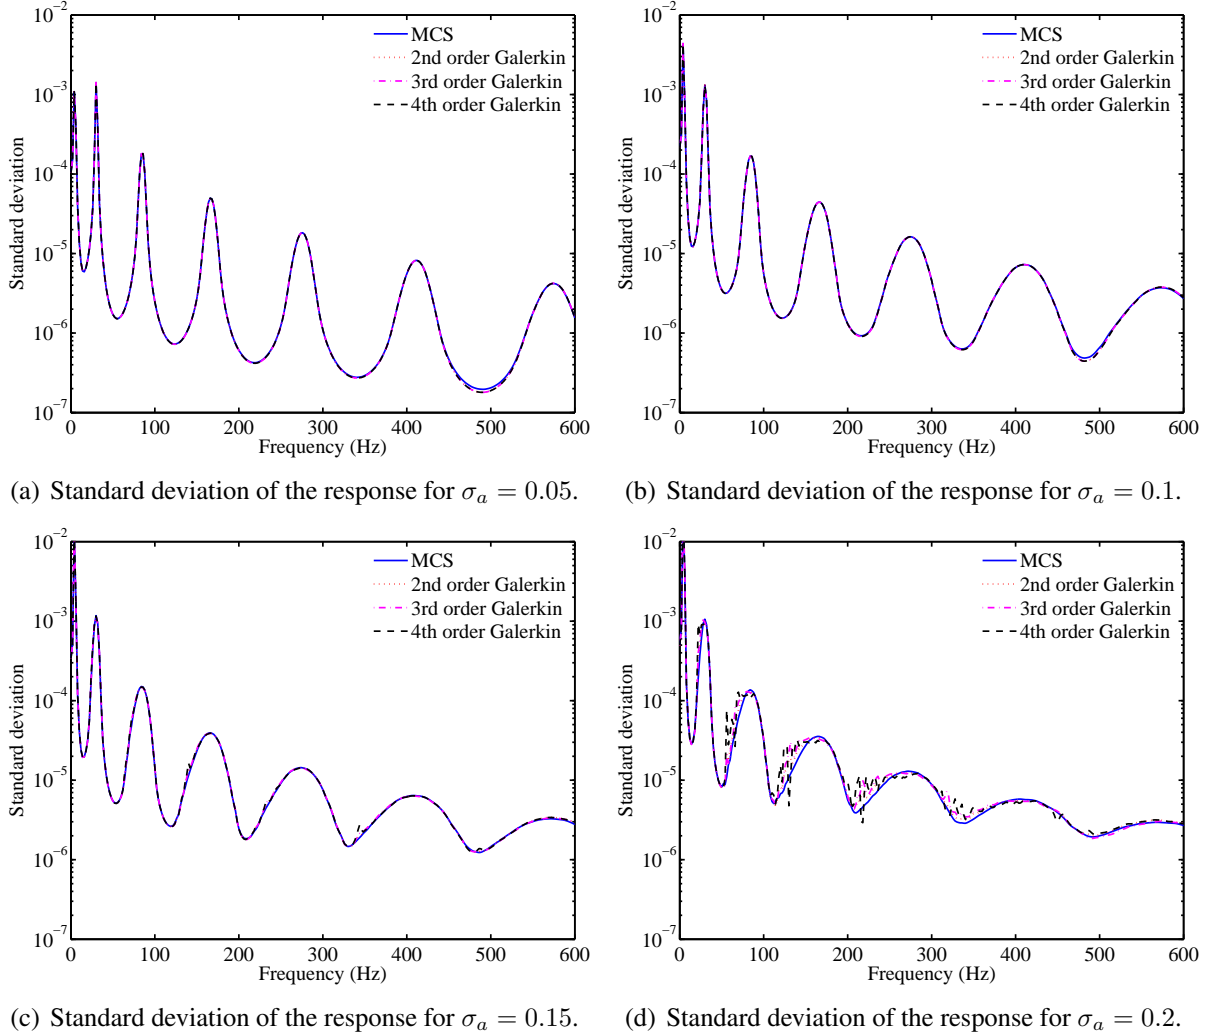 10⁻²
10⁻³
10⁻⁴
10⁻⁵
10⁻⁶
10⁻⁷
Standard deviation
MCS
2nd order Galerkin
3rd order Galerkin
4th order Galerkin
0 100 200 300 400 500 600
Frequency (Hz)
(a) Standard deviation of the response for σₐ = 0.05.
10⁻²
10⁻³
10⁻⁴
10⁻⁵
10⁻⁶
10⁻⁷
Standard deviation
MCS
2nd order Galerkin
3rd order Galerkin
4th order Galerkin
0 100 200 300 400 500 600
Frequency (Hz)
(b) Standard deviation of the response for σₐ = 0.1.
10⁻²
10⁻³
10⁻⁴
10⁻⁵
10⁻⁶
10⁻⁷
Standard deviation
MCS
2nd order Galerkin
3rd order Galerkin
4th order Galerkin
0 100 200 300 400 500 600
Frequency (Hz)
(c) Standard deviation of the response for σₐ = 0.15.
10⁻²
10⁻³
10⁻⁴
10⁻⁵
10⁻⁶
10⁻⁷
Standard deviation
MCS
2nd order Galerkin
3rd order Galerkin
4th order Galerkin
0 100 200 300 400 500 600
Frequency (Hz)
(d) Standard deviation of the response for σₐ = 0.2.